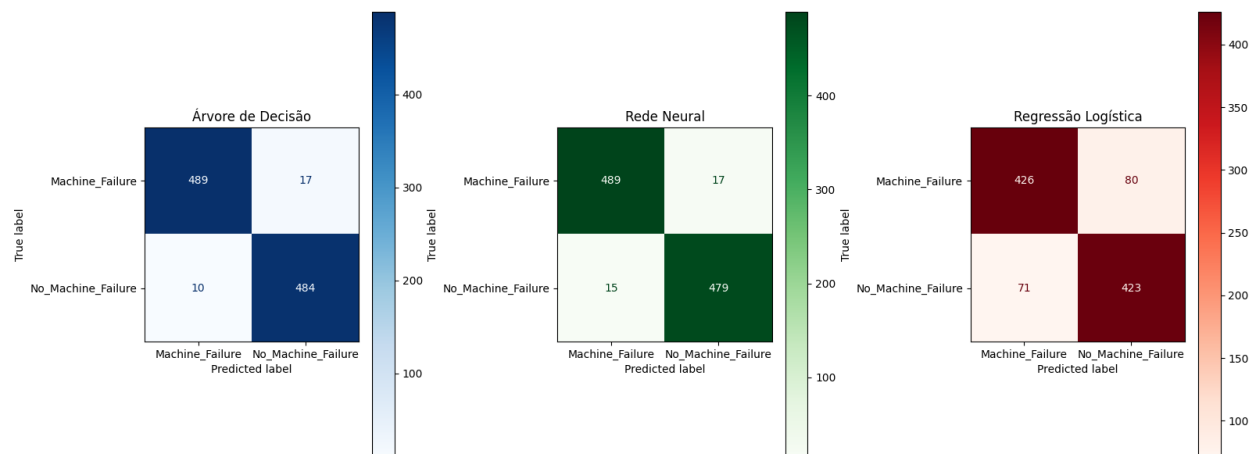 Árvore de Decisão
Machine_Failure
No_Machine_Failure
True label
489 17
10 484
Machine_Failure No_Machine_Failure
Predicted label
400
300
200
100
Rede Neural
Machine_Failure
No_Machine_Failure
True label
489 17
15 479
Machine_Failure No_Machine_Failure
Predicted label
400
300
200
100
Regressão Logística
Machine_Failure
No_Machine_Failure
True label
426 80
71 423
Machine_Failure No_Machine_Failure
Predicted label
400
350
300
250
200
150
100